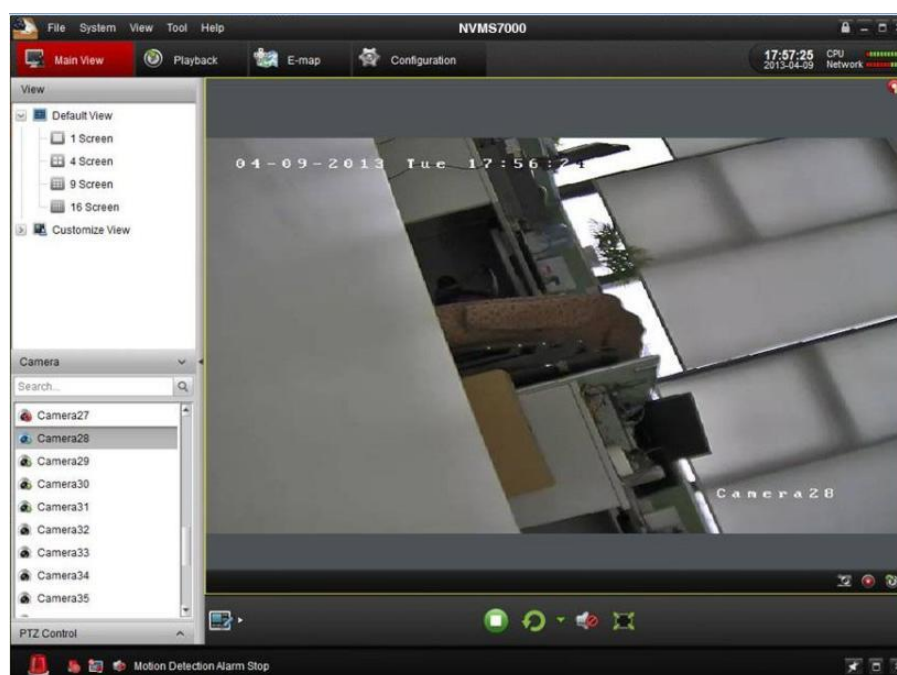 File System View Tool Help NVMS7000
Main View Playback E-map Configuration 17:57:25 CPU
2013-04-09 Network
View
Default View
1 Screen
4 Screen
9 Screen
16 Screen
Customize View
04-09-2013 Tue 17:56:24
Camera
Search...
Camera27
Camera28
Camera29
Camera30
Camera31
Camera32
Camera33
Camera34
Camera35
Camera28
PTZ Control
Motion Detection Alarm Stop